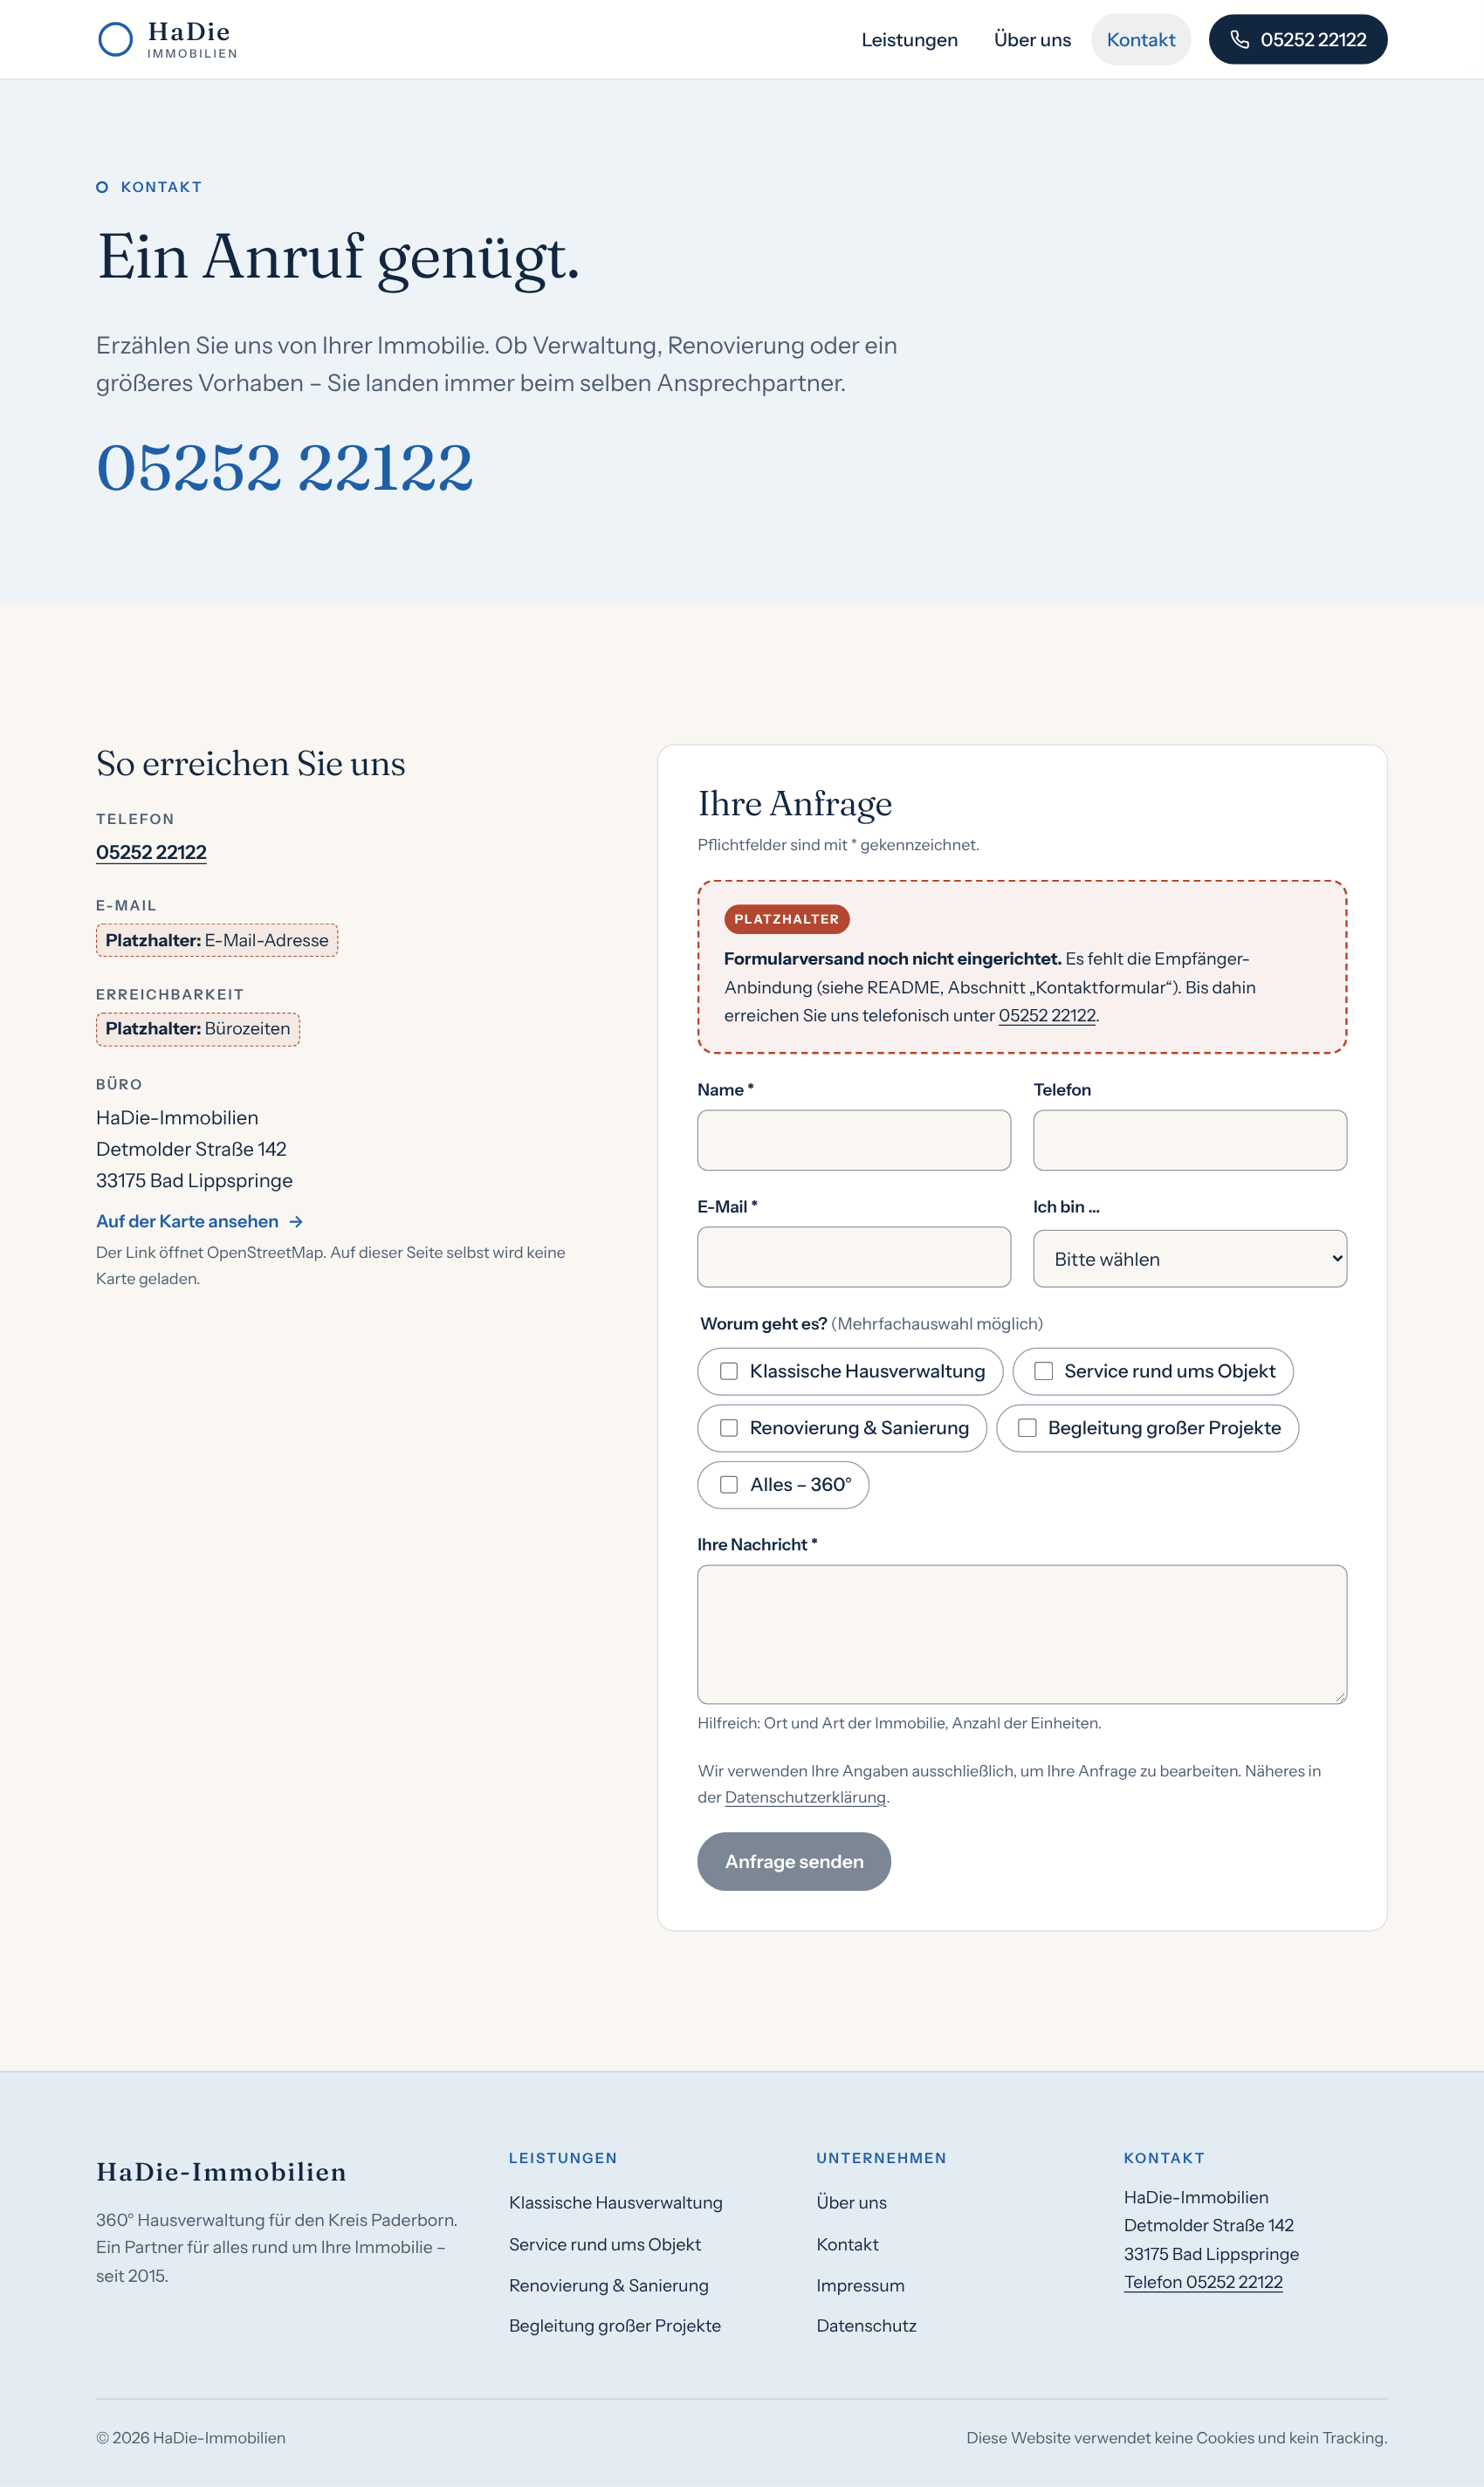 HaDie
IMMOBILIEN
Leistungen
Über uns
Kontakt
05252 22122
KONTAKT
Ein Anruf genügt.
Erzählen Sie uns von Ihrer Immobilie. Ob Verwaltung, Renovierung oder ein
größeres Vorhaben – Sie landen immer beim selben Ansprechpartner.
05252 22122
So erreichen Sie uns
TELEFON
05252 22122
E-MAIL
Platzhalter: E-Mail-Adresse
ERREICHBARKEIT
Platzhalter: Bürozeiten
BÜRO
HaDie-Immobilien
Detmolder Straße 142
33175 Bad Lippspringe
Auf der Karte ansehen →
Der Link öffnet OpenStreetMap. Auf dieser Seite selbst wird keine
Karte geladen.
Ihre Anfrage
Pflichtfelder sind mit * gekennzeichnet.
PLATZHALTER
Formularversand noch nicht eingerichtet. Es fehlt die Empfänger-
Anbindung (siehe README, Abschnitt „Kontaktformular“). Bis dahin
erreichen Sie uns telefonisch unter 05252 22122.
Name *
Telefon
E-Mail *
Ich bin …
Bitte wählen
Worum geht es? (Mehrfachauswahl möglich)
Klassische Hausverwaltung
Service rund ums Objekt
Renovierung & Sanierung
Begleitung großer Projekte
Alles – 360°
Ihre Nachricht *
Hilfreich: Ort und Art der Immobilie, Anzahl der Einheiten.
Wir verwenden Ihre Angaben ausschließlich, um Ihre Anfrage zu bearbeiten. Näheres in
der Datenschutzerklärung.
Anfrage senden
HaDie-Immobilien
360° Hausverwaltung für den Kreis Paderborn.
Ein Partner für alles rund um Ihre Immobilie –
seit 2015.
LEISTUNGEN
Klassische Hausverwaltung
Service rund ums Objekt
Renovierung & Sanierung
Begleitung großer Projekte
UNTERNEHMEN
Über uns
Kontakt
Impressum
Datenschutz
KONTAKT
HaDie-Immobilien
Detmolder Straße 142
33175 Bad Lippspringe
Telefon 05252 22122
© 2026 HaDie-Immobilien
Diese Website verwendet keine Cookies und kein Tracking.